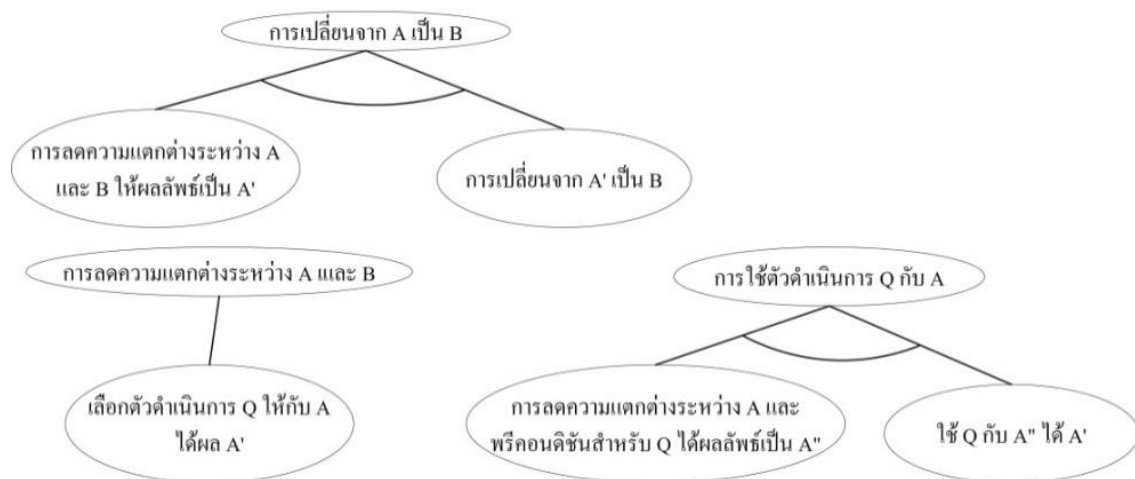 การเปลี่ยนจาก A เป็น B
การลดความแตกต่างระหว่าง A
และ B ให้ผลลัพธ์เป็น A'
การเปลี่ยนจาก A' เป็น B
การลดความแตกต่างระหว่าง A และ B
เลือกตัวดำเนินการ Q ให้กับ A
ได้ผล A'
การใช้ตัวดำเนินการ Q กับ A
การลดความแตกต่างระหว่าง A และ
พรีคอนดิชันสำหรับ Q ได้ผลลัพธ์เป็น A"
ใช้ Q กับ A" ได้ A'